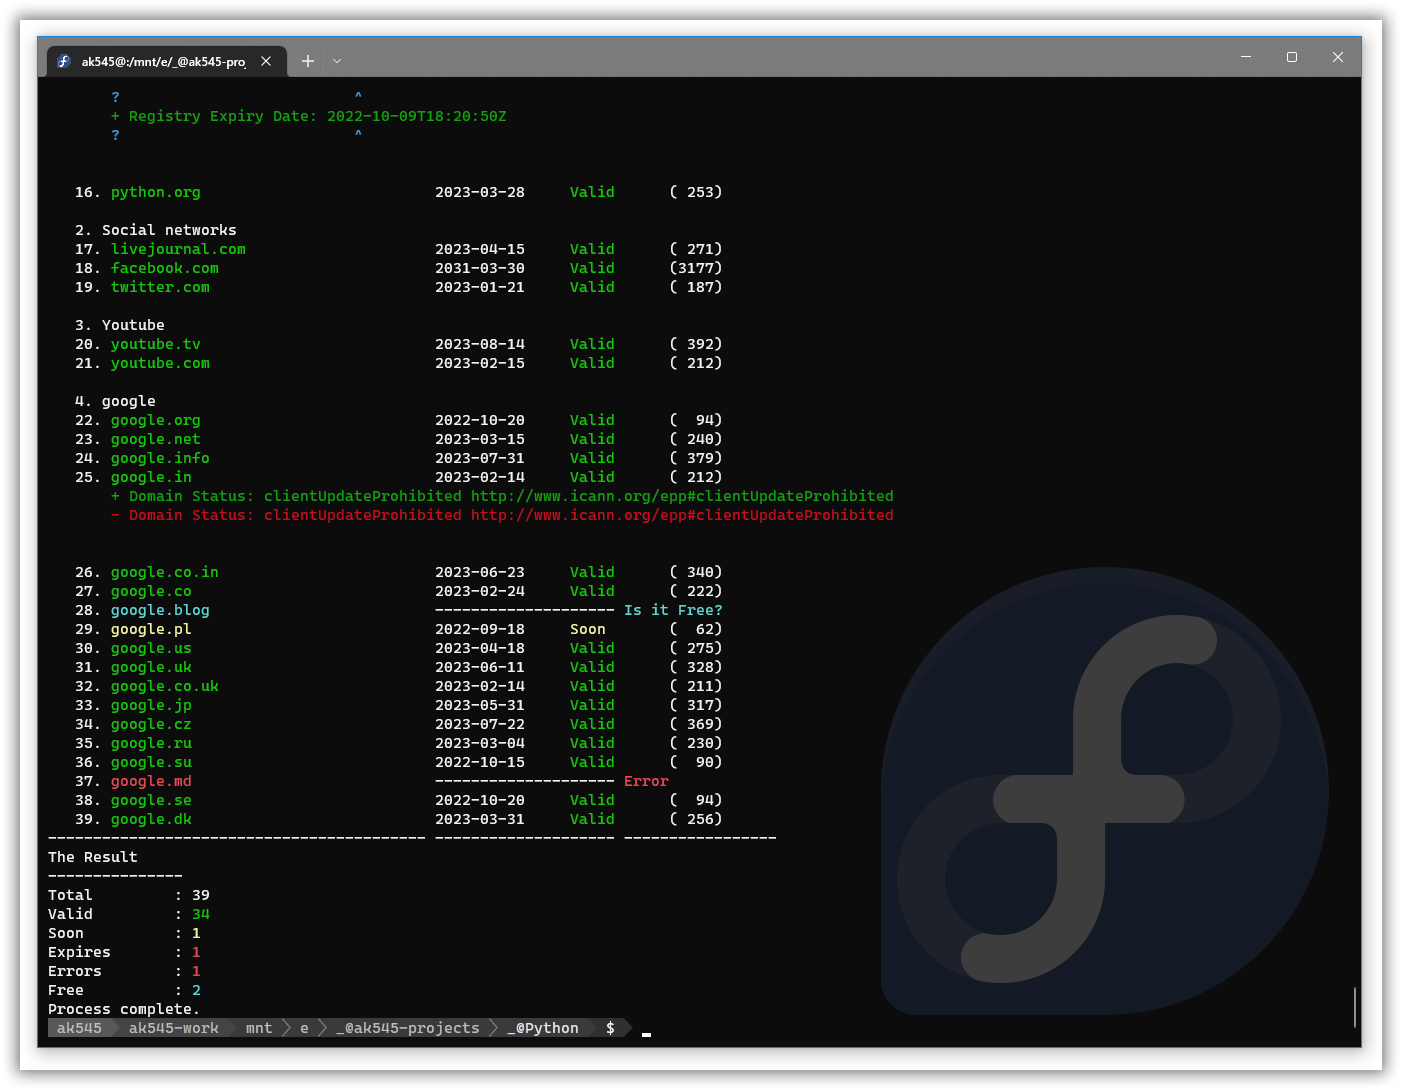 ak545@:/mnt/e/_@ak545-proj
? ^
+ Registry Expiry Date: 2022-10-09T18:20:50Z
? ^
16. python.org 2023-03-28 Valid ( 253)
2. Social networks
17. livejournal.com 2023-04-15 Valid ( 271)
18. facebook.com 2031-03-30 Valid (3177)
19. twitter.com 2023-01-21 Valid ( 187)
3. Youtube
20. youtube.tv 2023-08-14 Valid ( 392)
21. youtube.com 2023-02-15 Valid ( 212)
4. google
22. google.org 2022-10-20 Valid (  94)
23. google.net 2023-03-15 Valid ( 240)
24. google.info 2023-07-31 Valid ( 379)
25. google.in 2023-02-14 Valid ( 212)
+ Domain Status: clientUpdateProhibited http://www.icann.org/epp#clientUpdateProhibited
- Domain Status: clientUpdateProhibited http://www.icann.org/epp#clientUpdateProhibited
26. google.co.in 2023-06-23 Valid ( 340)
27. google.co 2023-02-24 Valid ( 222)
28. google.blog -------------------- Is it Free?
29. google.pl 2022-09-18 Soon (  62)
30. google.us 2023-04-18 Valid ( 275)
31. google.uk 2023-06-11 Valid ( 328)
32. google.co.uk 2023-02-14 Valid ( 211)
33. google.jp 2023-05-31 Valid ( 317)
34. google.cz 2023-07-22 Valid ( 369)
35. google.ru 2023-03-04 Valid ( 230)
36. google.su 2022-10-15 Valid (  90)
37. google.md -------------------- Error
38. google.se 2022-10-20 Valid (  94)
39. google.dk 2023-03-31 Valid ( 256)
------------------------------------------ -------------------- -----------------
The Result
---------------
Total : 39
Valid : 34
Soon : 1
Expires : 1
Errors : 1
Free : 2
Process complete.
ak545 ak545-work mnt e _@ak545-projects _@Python $